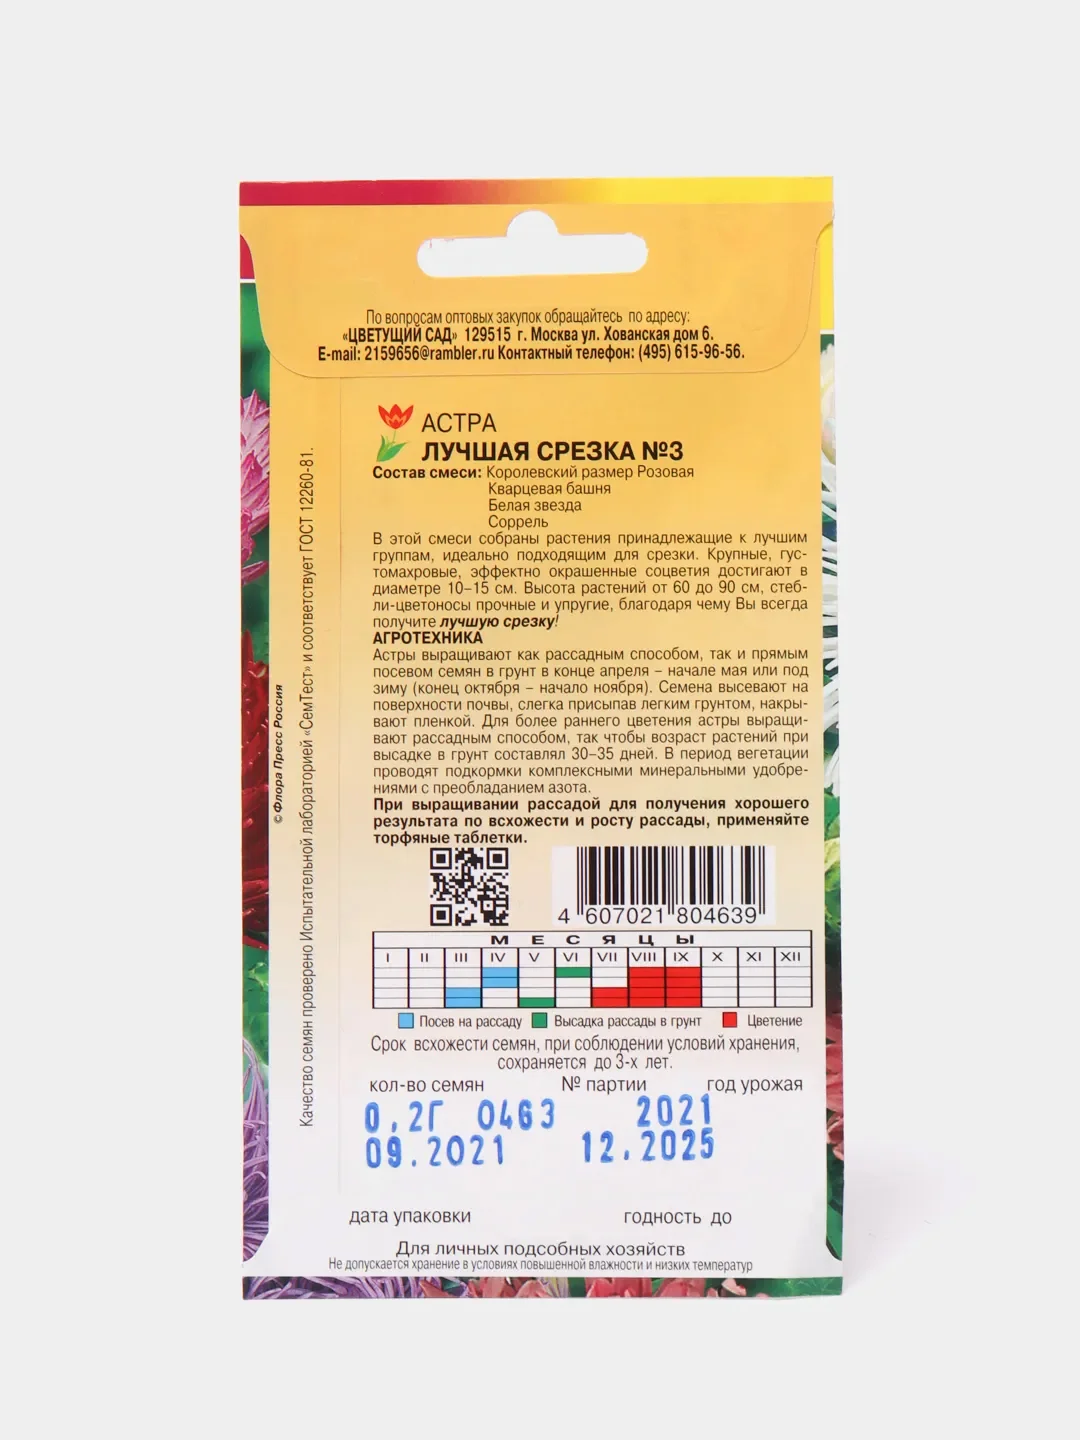 По вопросам оптовых закупок обращайтесь по адресу:
«ЦВЕТУЩИЙ САД» 129515 г. Москва ул. Хованская дом 6.
E-mail: 2159656@rambler.ru Контактный телефон: (495) 615-96-56.
АСТРА
ЛУЧШАЯ СРЕЗКА №3
Состав смеси: Королевский размер Розовая
Кварцевая башня
Белая звезда
Соррель
В этой смеси собраны растения принадлежащие к лучшим
группам, идеально подходящим для срезки. Крупные, гус-
томахровые, эффектно окрашенные соцветия достигают в
диаметре 10–15 см. Высота растений от 60 до 90 см, стеб-
ли-цветоносы прочные и упругие, благодаря чему Вы всегда
получите лучшую срезку!
АГРОТЕХНИКА
Астры выращивают как рассадным способом, так и прямым
посевом семян в грунт в конце апреля – начале мая или под
зиму (конец октября – начало ноября). Семена высевают на
поверхности почвы, слегка присыпав легким грунтом, накры-
вают пленкой. Для более раннего цветения астры выращи-
вают рассадным способом, так чтобы возраст растений при
высадке в грунт составлял 30–35 дней. В период вегетации
проводят подкормки комплексными минеральными удобре-
ниями с преобладанием азота.
При выращивании рассадой для получения хорошего
результата по всхожести и росту рассады, применяйте
торфяные таблетки.
4 607021 804639
МЕСЯЦЫ
I II III IV V VI VII VIII IX X XI XII
Посев на рассаду Высадка рассады в грунт Цветение
Срок всхожести семян, при соблюдении условий хранения,
сохраняется до 3-х лет.
кол-во семян № партии год урожая
0,2Г 0463 2021
09.2021 12.2025
дата упаковки годность до
Для личных подсобных хозяйств
Не допускается хранение в условиях повышенной влажности и низких температур
© Флора Пресс Россия
Качество семян проверено Испытательной лабораторией «СемТест» и соответствует ГОСТ 12260-81.